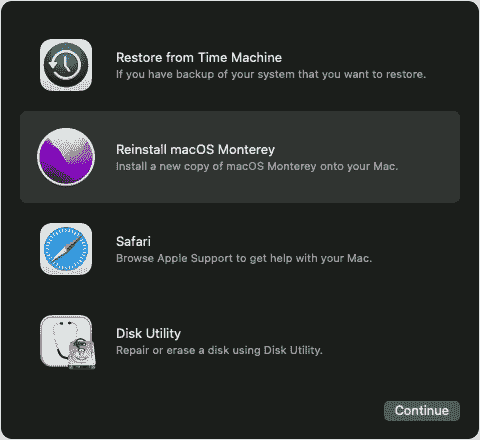 Restore from Time Machine
If you have backup of your system that you want to restore.
Reinstall macOS Monterey
Install a new copy of macOS Monterey onto your Mac.
Safari
Browse Apple Support to get help with your Mac.
Disk Utility
Repair or erase a disk using Disk Utility.
Continue